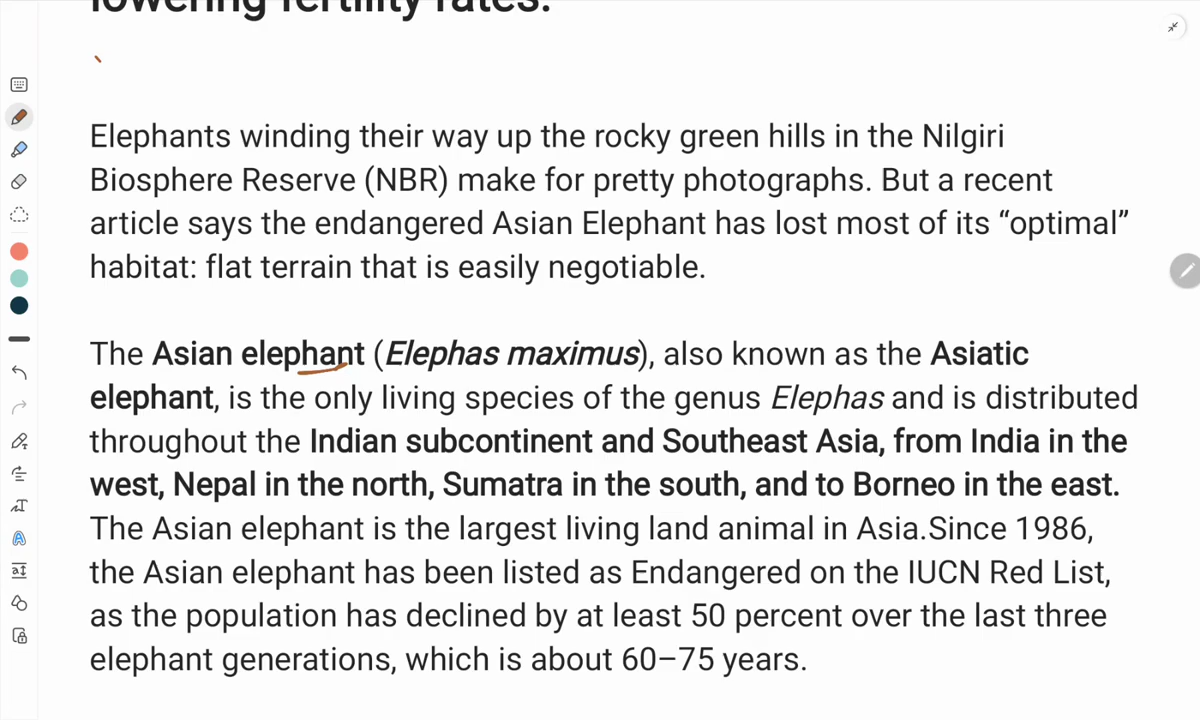 lowering fertility rates.
Elephants winding their way up the rocky green hills in the Nilgiri
Biosphere Reserve (NBR) make for pretty photographs. But a recent
article says the endangered Asian Elephant has lost most of its “optimal”
habitat: flat terrain that is easily negotiable.
The Asian elephant (Elephas maximus), also known as the Asiatic
elephant, is the only living species of the genus Elephas and is distributed
throughout the Indian subcontinent and Southeast Asia, from India in the
west, Nepal in the north, Sumatra in the south, and to Borneo in the east.
The Asian elephant is the largest living land animal in Asia.Since 1986,
the Asian elephant has been listed as Endangered on the IUCN Red List,
as the population has declined by at least 50 percent over the last three
elephant generations, which is about 60–75 years.